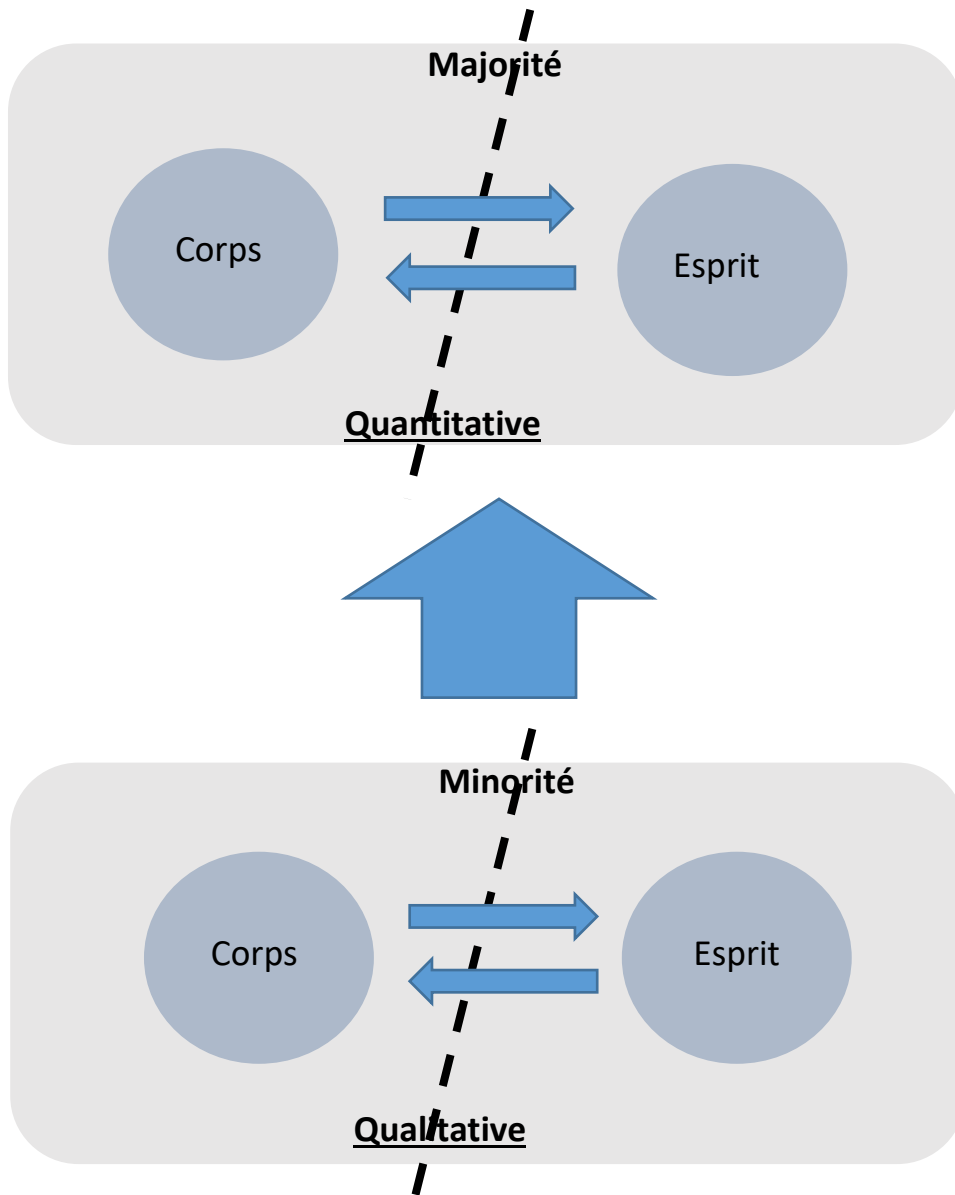 Majorité
Corps
Esprit
Quantitative
Minorité
Corps
Esprit
Qualitative